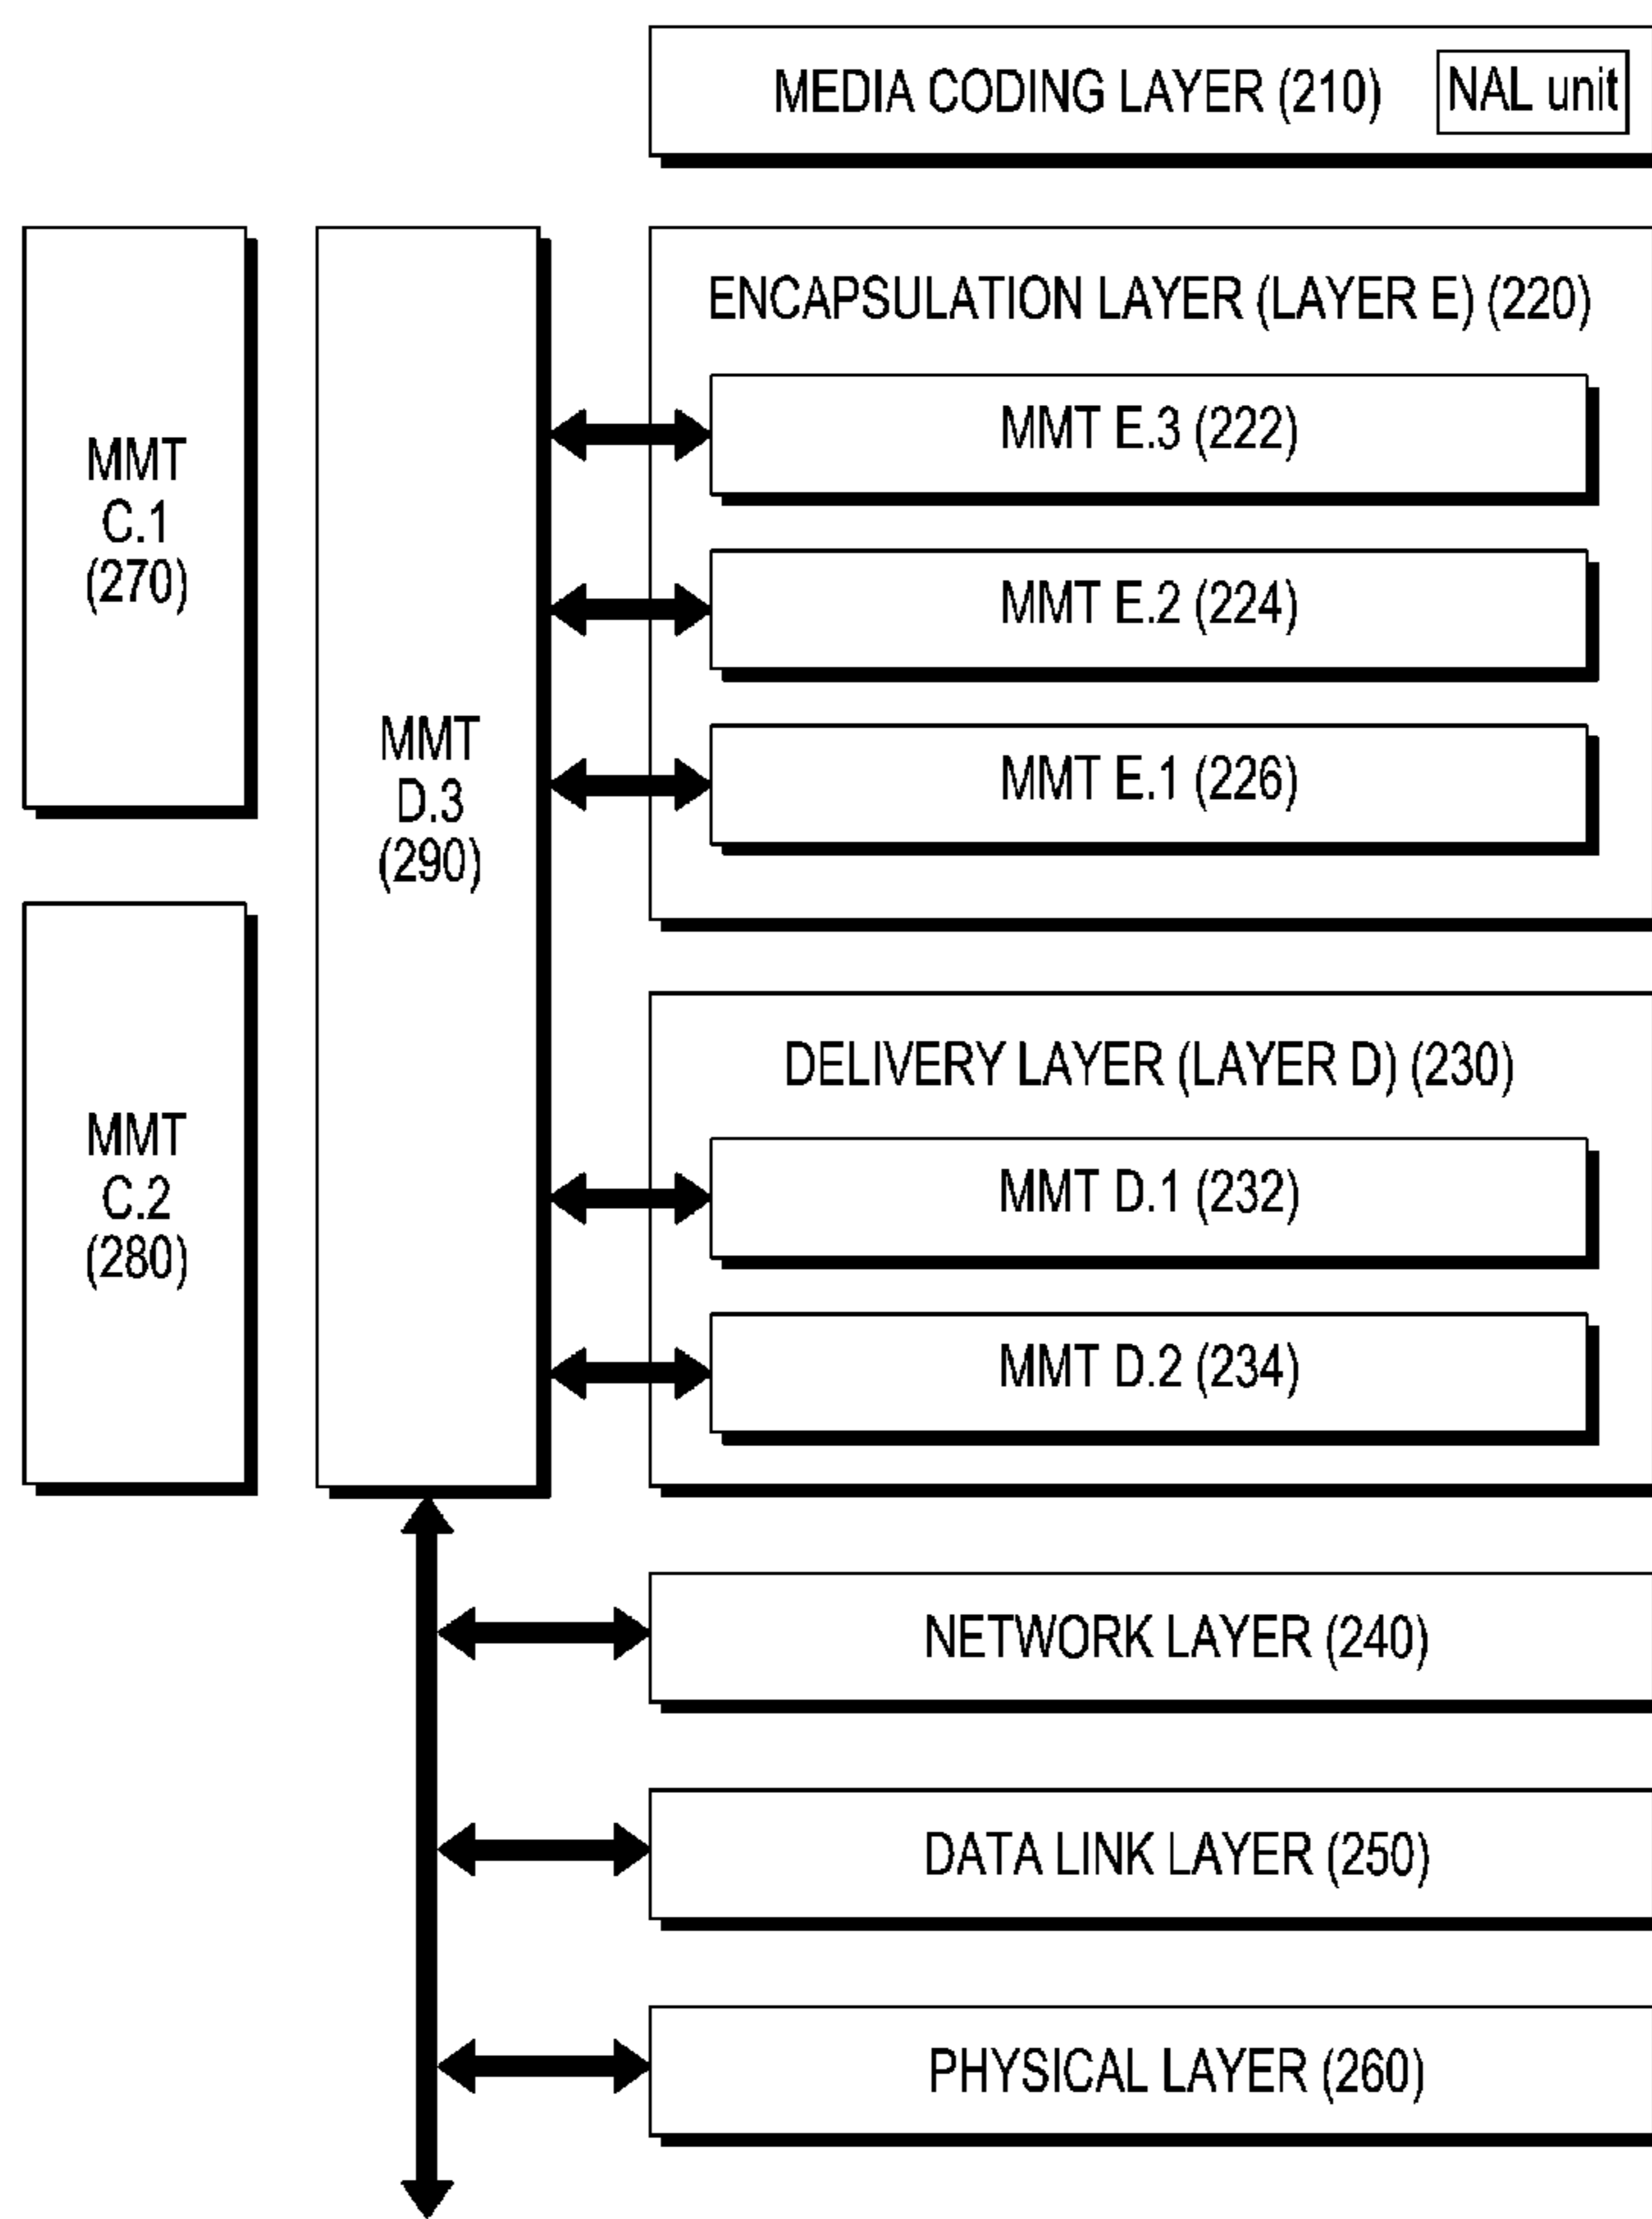 MEDIA CODING LAYER (210)
NAL unit
MMT
C.1
(270)
MMT
C.2
(280)
MMT
D.3
(290)
ENCAPSULATION LAYER (LAYER E) (220)
MMT E.3 (222)
MMT E.2 (224)
MMT E.1 (226)
DELIVERY LAYER (LAYER D) (230)
MMT D.1 (232)
MMT D.2 (234)
NETWORK LAYER (240)
DATA LINK LAYER (250)
PHYSICAL LAYER (260)